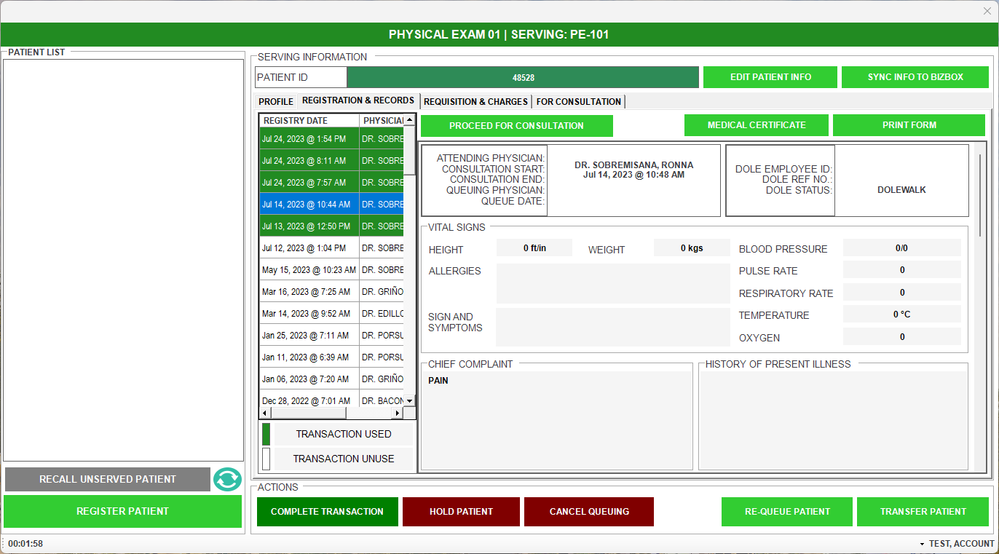 PHYSICAL EXAM 01 | SERVING: PE-101
PATIENT LIST
RECALL UNSERVED PATIENT
REGISTER PATIENT
SERVING INFORMATION
PATIENT ID
48528
EDIT PATIENT INFO
SYNC INFO TO BIZBOX
PROFILE
REGISTRATION & RECORDS
REQUISITION & CHARGES
FOR CONSULTATION
REGISTRY DATE PHYSICIAN
Jul 24, 2023 @ 1:54 PM DR. SOBRE
Jul 24, 2023 @ 8:11 AM DR. SOBRE
Jul 24, 2023 @ 7:57 AM DR. SOBRE
Jul 14, 2023 @ 10:44 AM DR. SOBRE
Jul 13, 2023 @ 12:50 PM DR. SOBRE
Jul 12, 2023 @ 1:04 PM DR. SOBRE
May 15, 2023 @ 10:23 AM DR. SOBRE
Mar 16, 2023 @ 7:25 AM DR. GRIÑO
Mar 14, 2023 @ 9:52 AM DR. EDILLO
Jan 25, 2023 @ 7:11 AM DR. PORSU
Jan 11, 2023 @ 6:39 AM DR. PORSU
Jan 06, 2023 @ 7:20 AM DR. GRIÑO
Dec 28, 2022 @ 7:01 AM DR. BACON
TRANSACTION USED
TRANSACTION UNUSE
PROCEED FOR CONSULTATION
MEDICAL CERTIFICATE
PRINT FORM
ATTENDING PHYSICIAN:
CONSULTATION START:
CONSULTATION END:
QUEUING PHYSICIAN:
QUEUE DATE:
DR. SOBREMISANA, RONNA
Jul 14, 2023 @ 10:48 AM
DOLE EMPLOYEE ID:
DOLE REF NO.:
DOLE STATUS:
DOLEWALK
VITAL SIGNS
HEIGHT 0 ft/in
WEIGHT 0 kgs
ALLERGIES
SIGN AND
SYMPTOMS
BLOOD PRESSURE 0/0
PULSE RATE 0
RESPIRATORY RATE 0
TEMPERATURE 0 °C
OXYGEN 0
CHIEF COMPLAINT
PAIN
HISTORY OF PRESENT ILLNESS
ACTIONS
COMPLETE TRANSACTION
HOLD PATIENT
CANCEL QUEUING
RE-QUEUE PATIENT
TRANSFER PATIENT
00:01:58
TEST, ACCOUNT